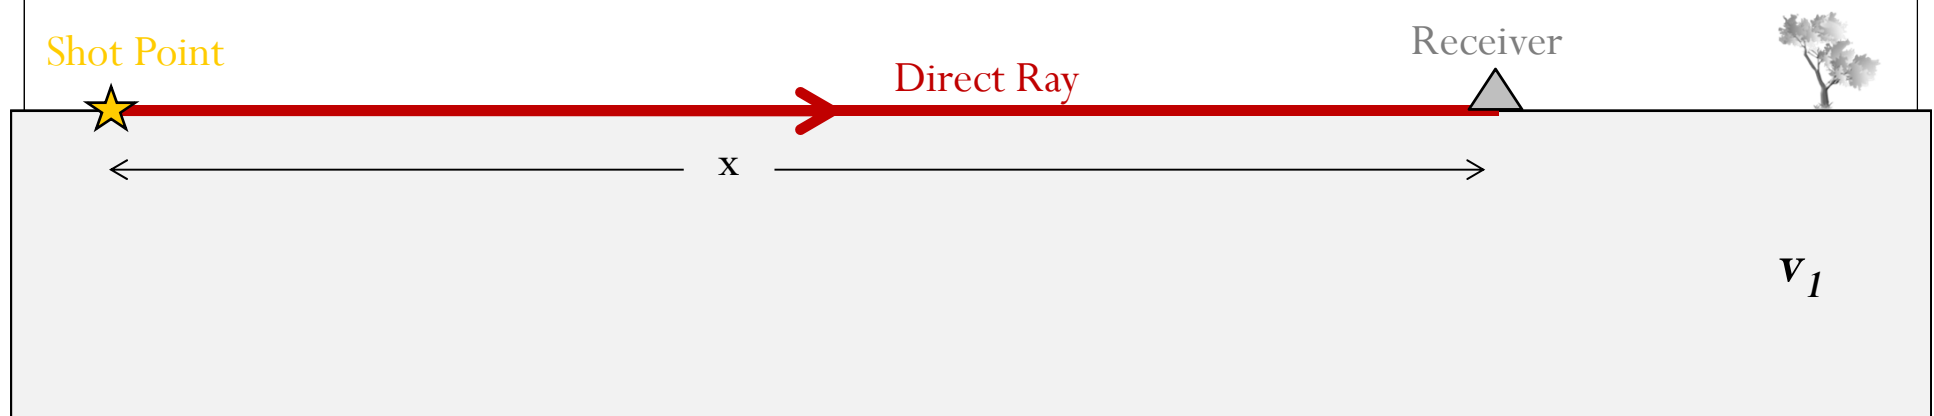 Shot Point
Receiver
Direct Ray
x
v1